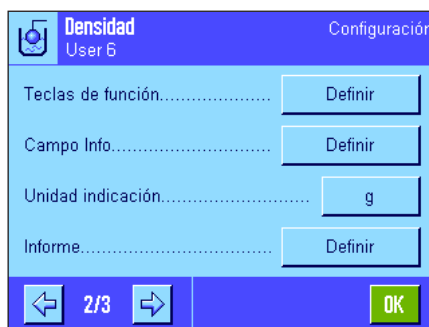 Densidad Configuración
User 6
Teclas de función..................... Definir
Campo Info............................. Definir
Unidad indicación........................... g
Informe................................... Definir
2/3 OK